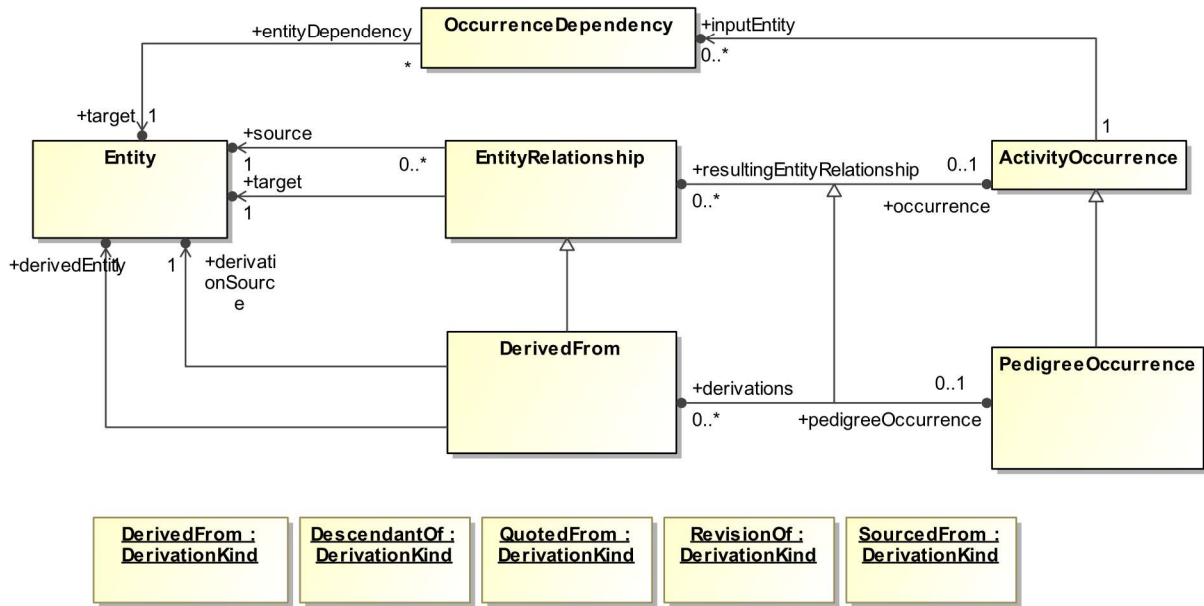 OccurrenceDependency
+entityDependency
*
+inputEntity
0..*
+target
1
1
Entity
+source
1
0..*
+target
1
EntityRelationship
+resultingEntityRelationship
0..*
0..1
+occurrence
ActivityOccurrence
+derivedEntity
1
1
+derivati
onSourc
e
DerivedFrom
+derivations
0..*
0..1
+pedigreeOccurrence
PedigreeOccurrence
DerivedFrom :
DerivationKind
DescendantOf :
DerivationKind
QuotedFrom :
DerivationKind
RevisionOf :
DerivationKind
SourcedFrom :
DerivationKind